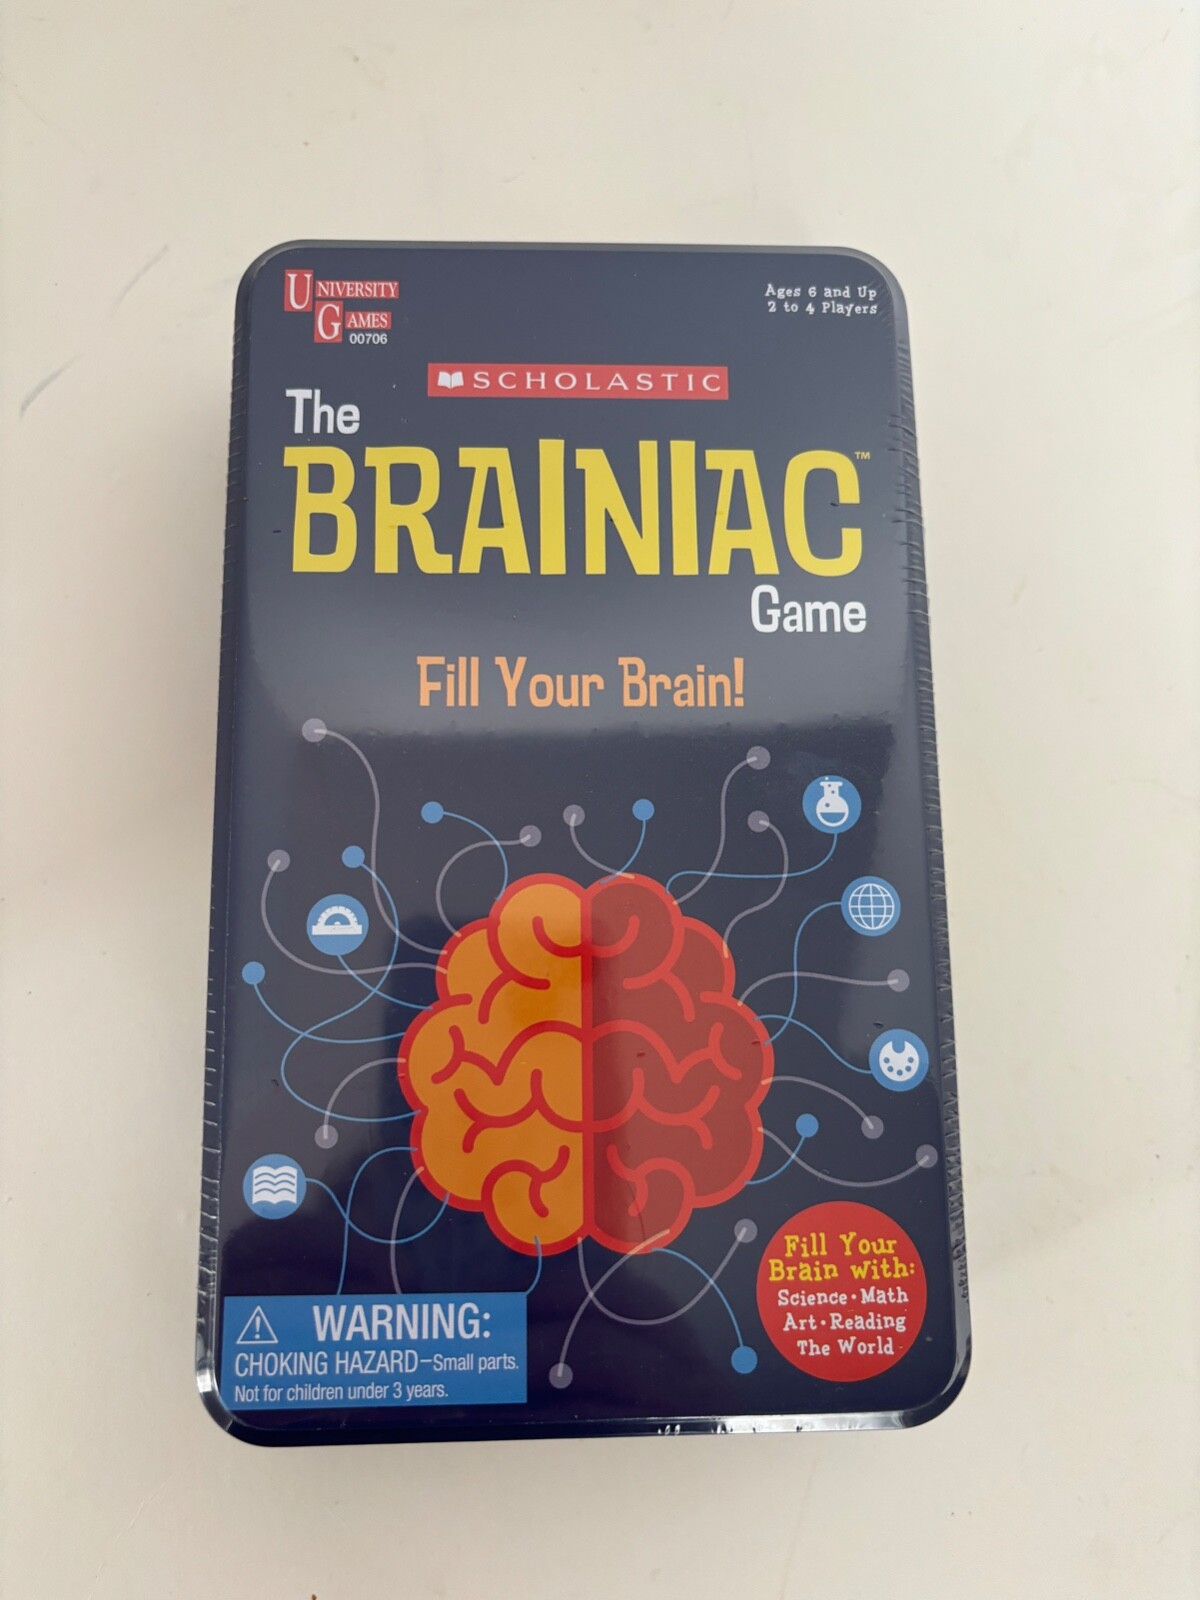 UNIVERSITY
GAMES
00706
Ages 6 and Up
2 to 4 Players
SCHOLASTIC
The
BRAINIAC™
Game
Fill Your Brain!
Fill Your
Brain with:
Science • Math
Art • Reading
The World
WARNING:
CHOKING HAZARD–Small parts.
Not for children under 3 years.